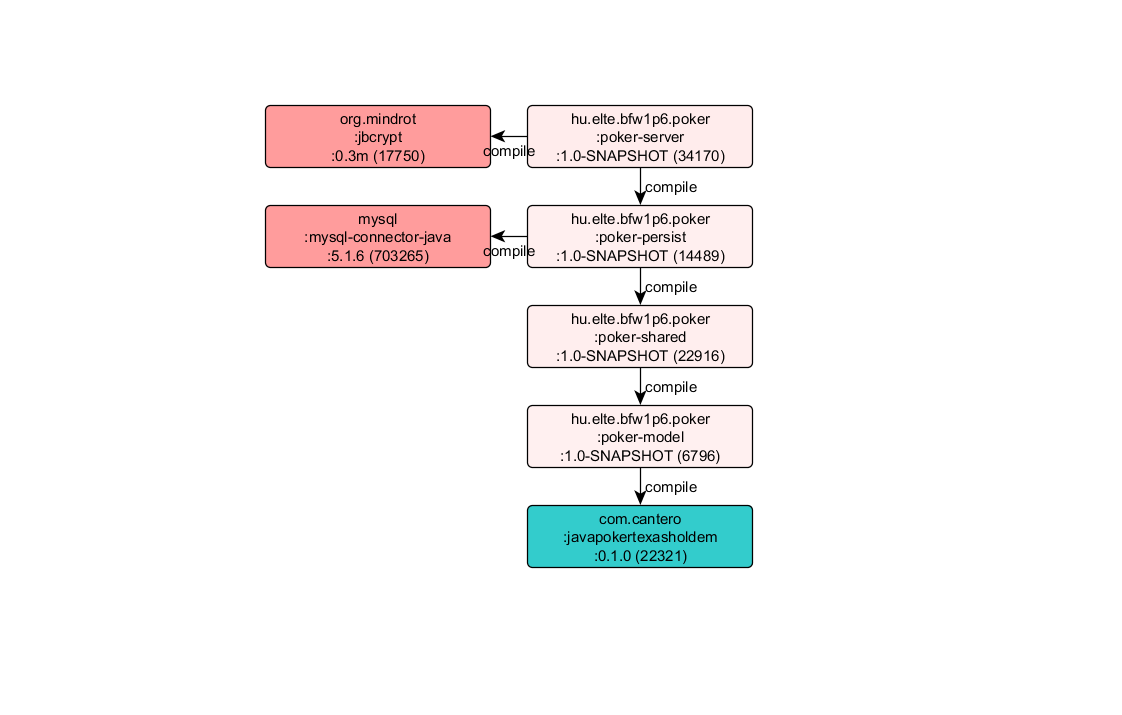 org.mindrot
:jbcrypt
:0.3m (17750)
compile
hu.elte.bfw1p6.poker
:poker-server
:1.0-SNAPSHOT (34170)
compile
mysql
:mysql-connector-java
:5.1.6 (703265)
compile
hu.elte.bfw1p6.poker
:poker-persist
:1.0-SNAPSHOT (14489)
compile
hu.elte.bfw1p6.poker
:poker-shared
:1.0-SNAPSHOT (22916)
compile
hu.elte.bfw1p6.poker
:poker-model
:1.0-SNAPSHOT (6796)
compile
com.cantero
:javapokertexasholdem
:0.1.0 (22321)